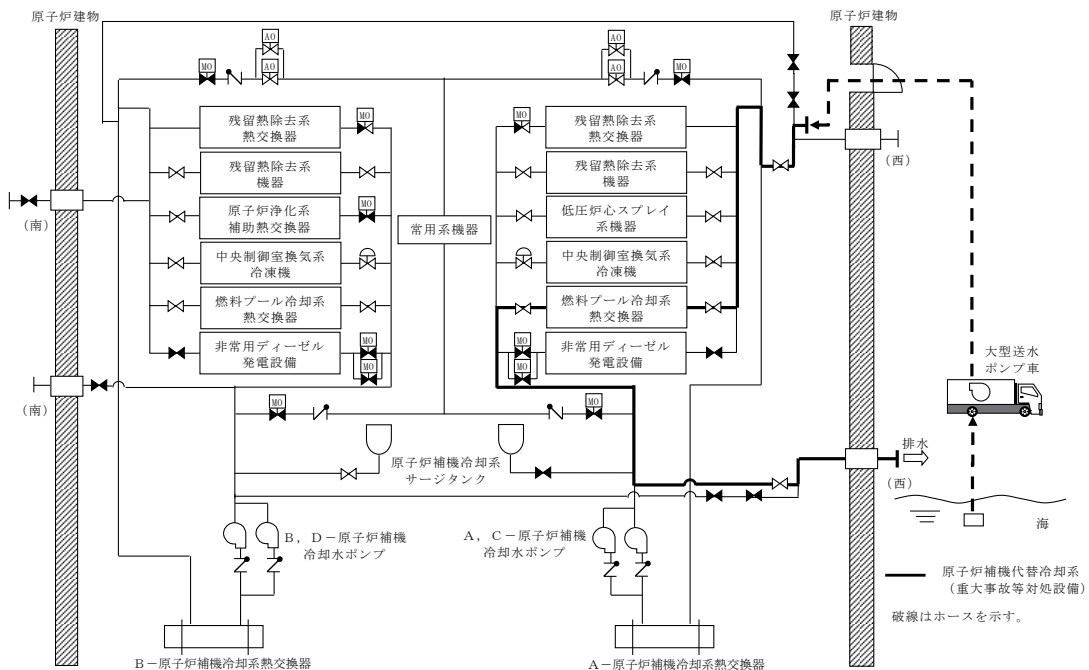 原子炉建物
原子炉建物
AO
AO
MO
AO
AO
MO
残留熱除去系
熱交換器
MO
MO
残留熱除去系
熱交換器
残留熱除去系
機器
残留熱除去系
機器
(西)
原子炉浄化系
補助熱交換器
MO
常用系機器
低圧炉心スプレイ
系機器
(南)
中央制御室換気系
冷凍機
中央制御室換気系
冷凍機
燃料プール冷却系
熱交換器
燃料プール冷却系
熱交換器
非常用ディーゼル
発電設備
MO
MO
MO
MO
非常用ディーゼル
発電設備
大型送水
ポンプ車
(南)
MO
MO
原子炉補機冷却系
サージタンク
排水
(西)
海
B,D-原子炉補機
冷却水ポンプ
A,C-原子炉補機
冷却水ポンプ
原子炉補機代替冷却系
(重大事故等対処設備)
破線はホースを示す。
B-原子炉補機冷却系熱交換器
A-原子炉補機冷却系熱交換器